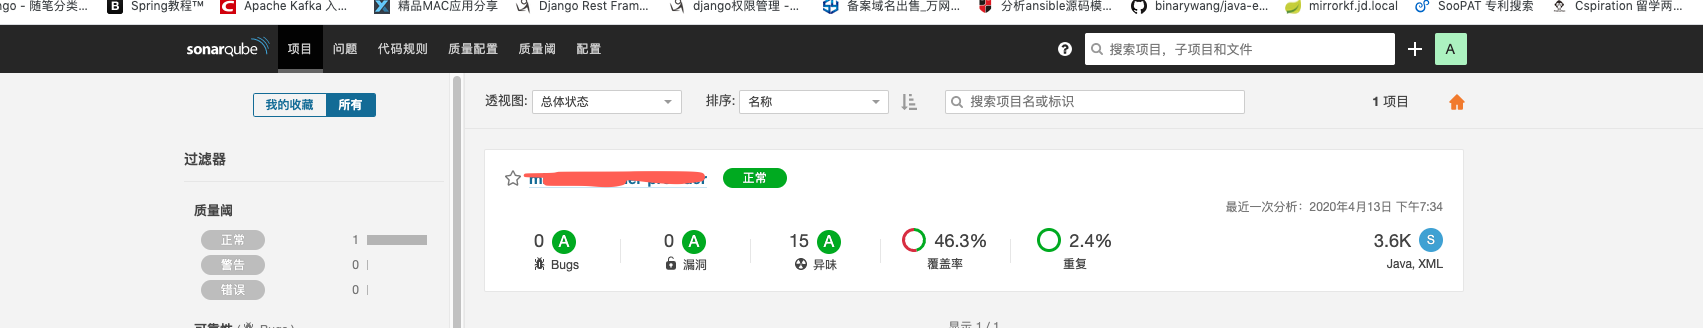 go - 随笔分类... Spring教程™ Apache Kafka 入... 精品MAC应用分享 Django Rest Fram... django权限管理 -... 备案域名出售_万网... 分析ansible源码模... binarywang/java-e... mirrorkf.jd.local SooPAT 专利搜索 Cspiration 留学两...
sonarqube 项目 问题 代码规则 质量配置 质量阈 配置 ? 搜索项目，子项目和文件 + A
我的收藏 所有 透视图: 总体状态 排序: 名称 搜索项目名或标识 1 项目
过滤器
正常
最近一次分析：2020年4月13日 下午7:34
质量阈
正常 1
警告 0
错误 0
0 A 0 A 15 A 46.3% 2.4% 3.6K S
Bugs 漏洞 异味 覆盖率 重复 Java, XML
可靠性 ( Bugs )
显示 1 / 1